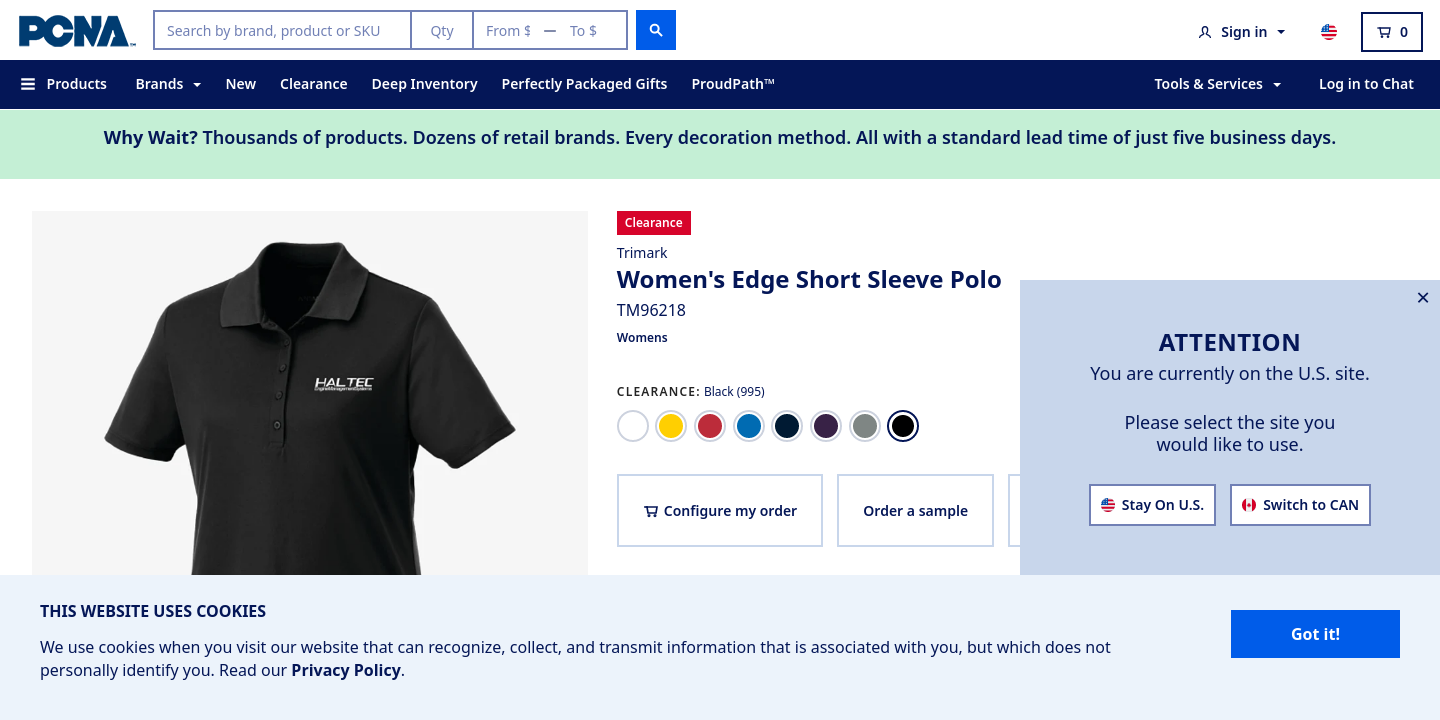 PCNA™
Search by brand, product or SKU
Qty
From $ — To $
Sign in
0
Products
Brands
New
Clearance
Deep Inventory
Perfectly Packaged Gifts
ProudPath™
Tools & Services
Log in to Chat
Why Wait? Thousands of products. Dozens of retail brands. Every decoration method. All with a standard lead time of just five business days.
Clearance
Trimark
Women's Edge Short Sleeve Polo
TM96218
Womens
CLEARANCE: Black (995)
Configure my order
Order a sample
HALTEC
EngineManagementSystems
ATTENTION
You are currently on the U.S. site.
Please select the site you
would like to use.
Stay On U.S.
Switch to CAN
THIS WEBSITE USES COOKIES
We use cookies when you visit our website that can recognize, collect, and transmit information that is associated with you, but which does not
personally identify you. Read our Privacy Policy.
Got it!